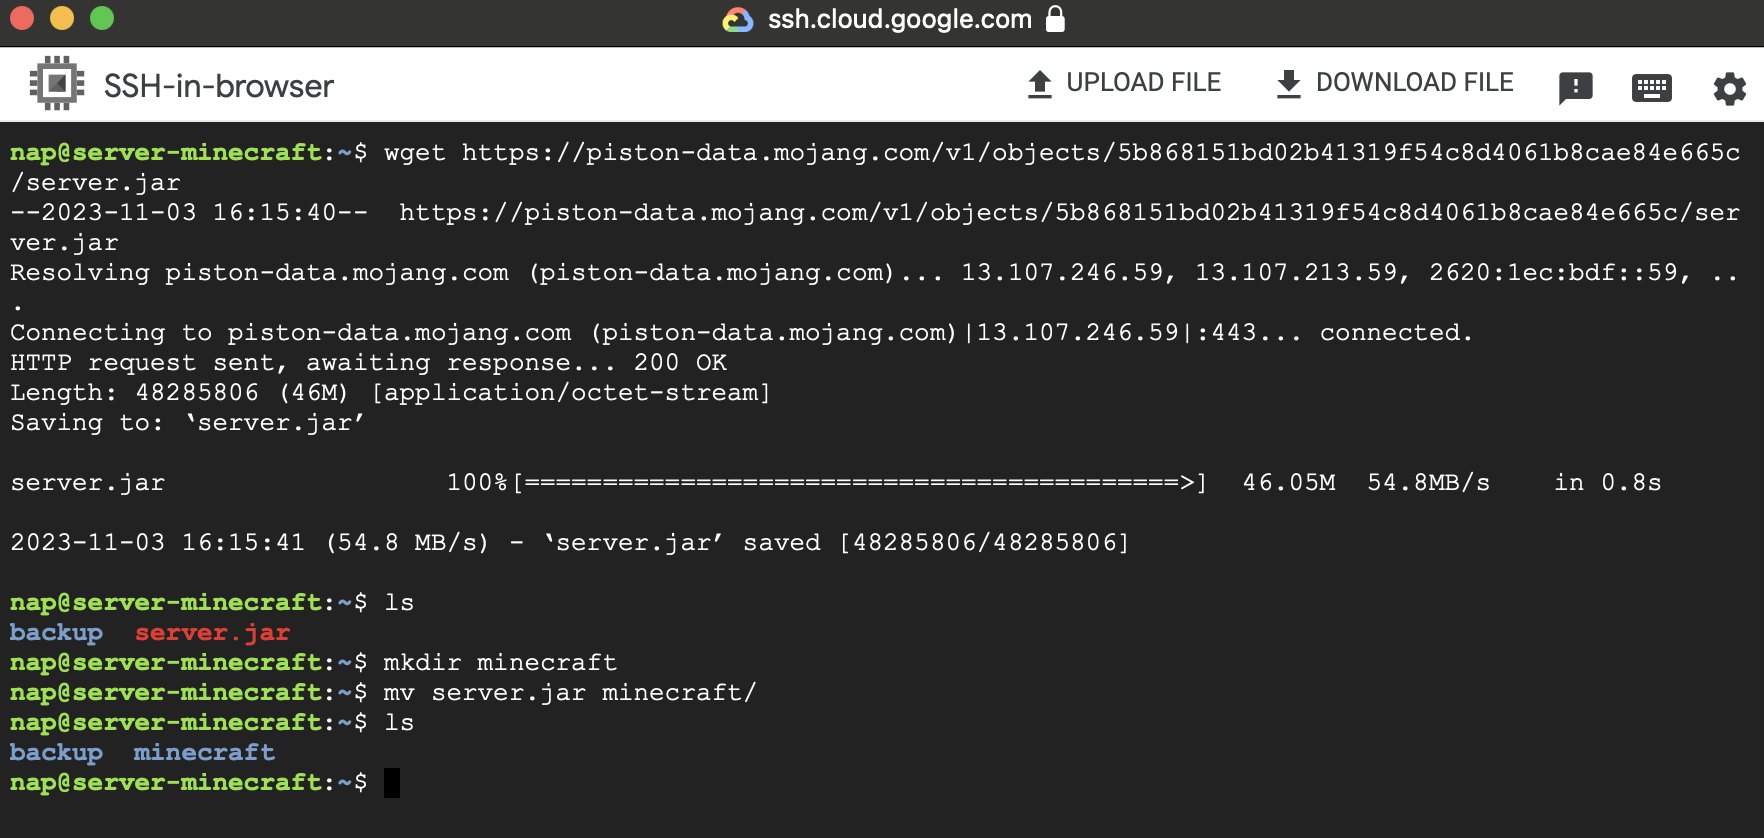 ssh.cloud.google.com
SSH-in-browser
UPLOAD FILE
DOWNLOAD FILE
nap@server-minecraft:~$ wget https://piston-data.mojang.com/v1/objects/5b868151bd02b41319f54c8d4061b8cae84e665c
/server.jar
--2023-11-03 16:15:40--  https://piston-data.mojang.com/v1/objects/5b868151bd02b41319f54c8d4061b8cae84e665c/ser
ver.jar
Resolving piston-data.mojang.com (piston-data.mojang.com)... 13.107.246.59, 13.107.213.59, 2620:1ec:bdf::59, ..
.
Connecting to piston-data.mojang.com (piston-data.mojang.com)|13.107.246.59|:443... connected.
HTTP request sent, awaiting response... 200 OK
Length: 48285806 (46M) [application/octet-stream]
Saving to: ‘server.jar’
server.jar                  100%[==========================================>]  46.05M  54.8MB/s    in 0.8s
2023-11-03 16:15:41 (54.8 MB/s) - ‘server.jar’ saved [48285806/48285806]
nap@server-minecraft:~$ ls
backup  server.jar
nap@server-minecraft:~$ mkdir minecraft
nap@server-minecraft:~$ mv server.jar minecraft/
nap@server-minecraft:~$ ls
backup  minecraft
nap@server-minecraft:~$